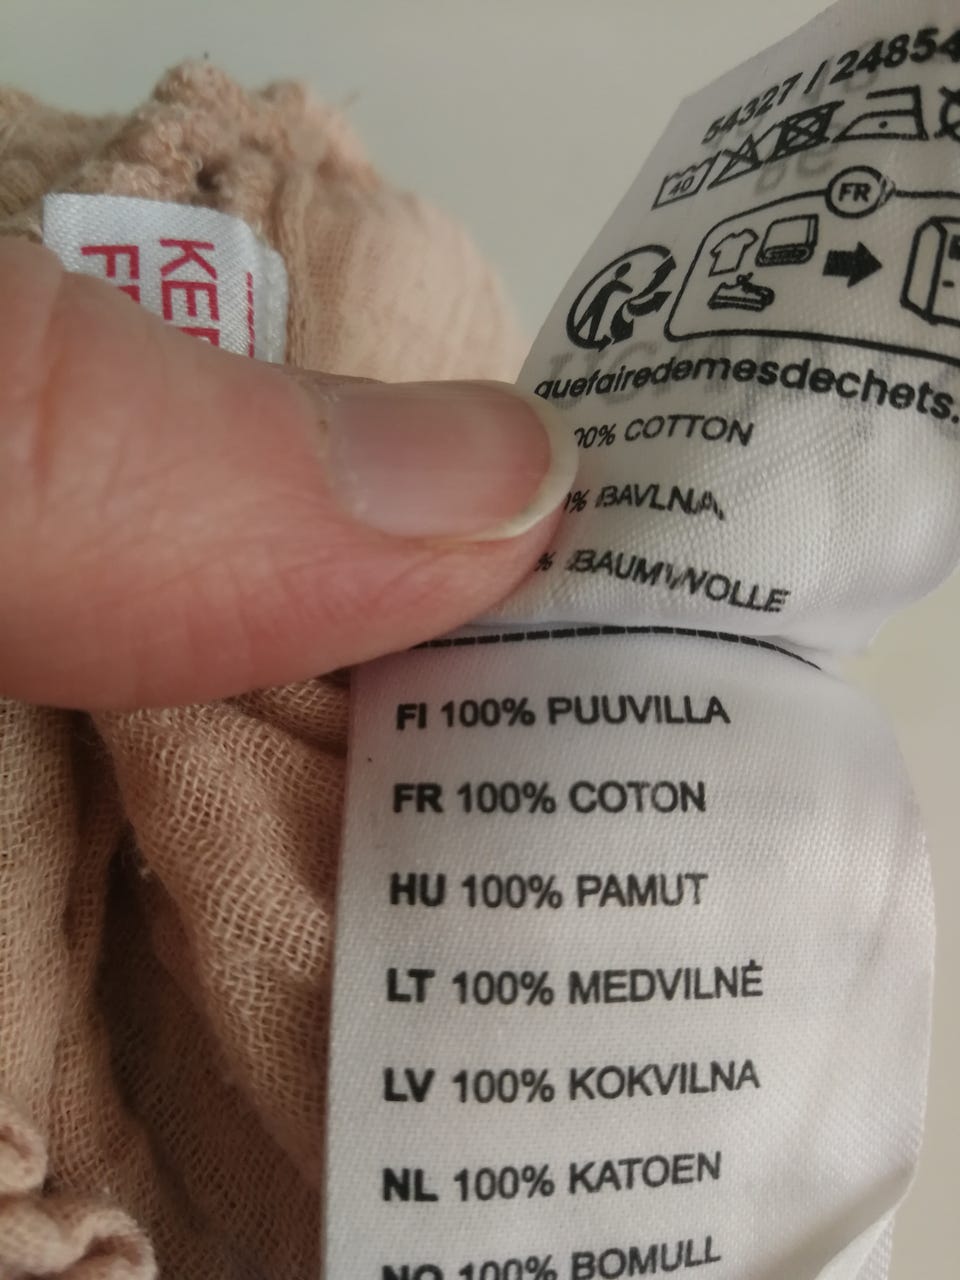 54327 / 24854
40
FR
quefairedemesdechets.
00% COTTON
% BAVLNA
% BAUMWOLLE
FI 100% PUUVILLA
FR 100% COTON
HU 100% PAMUT
LT 100% MEDVILNĖ
LV 100% KOKVILNA
NL 100% KATOEN
NO 100% BOMULL